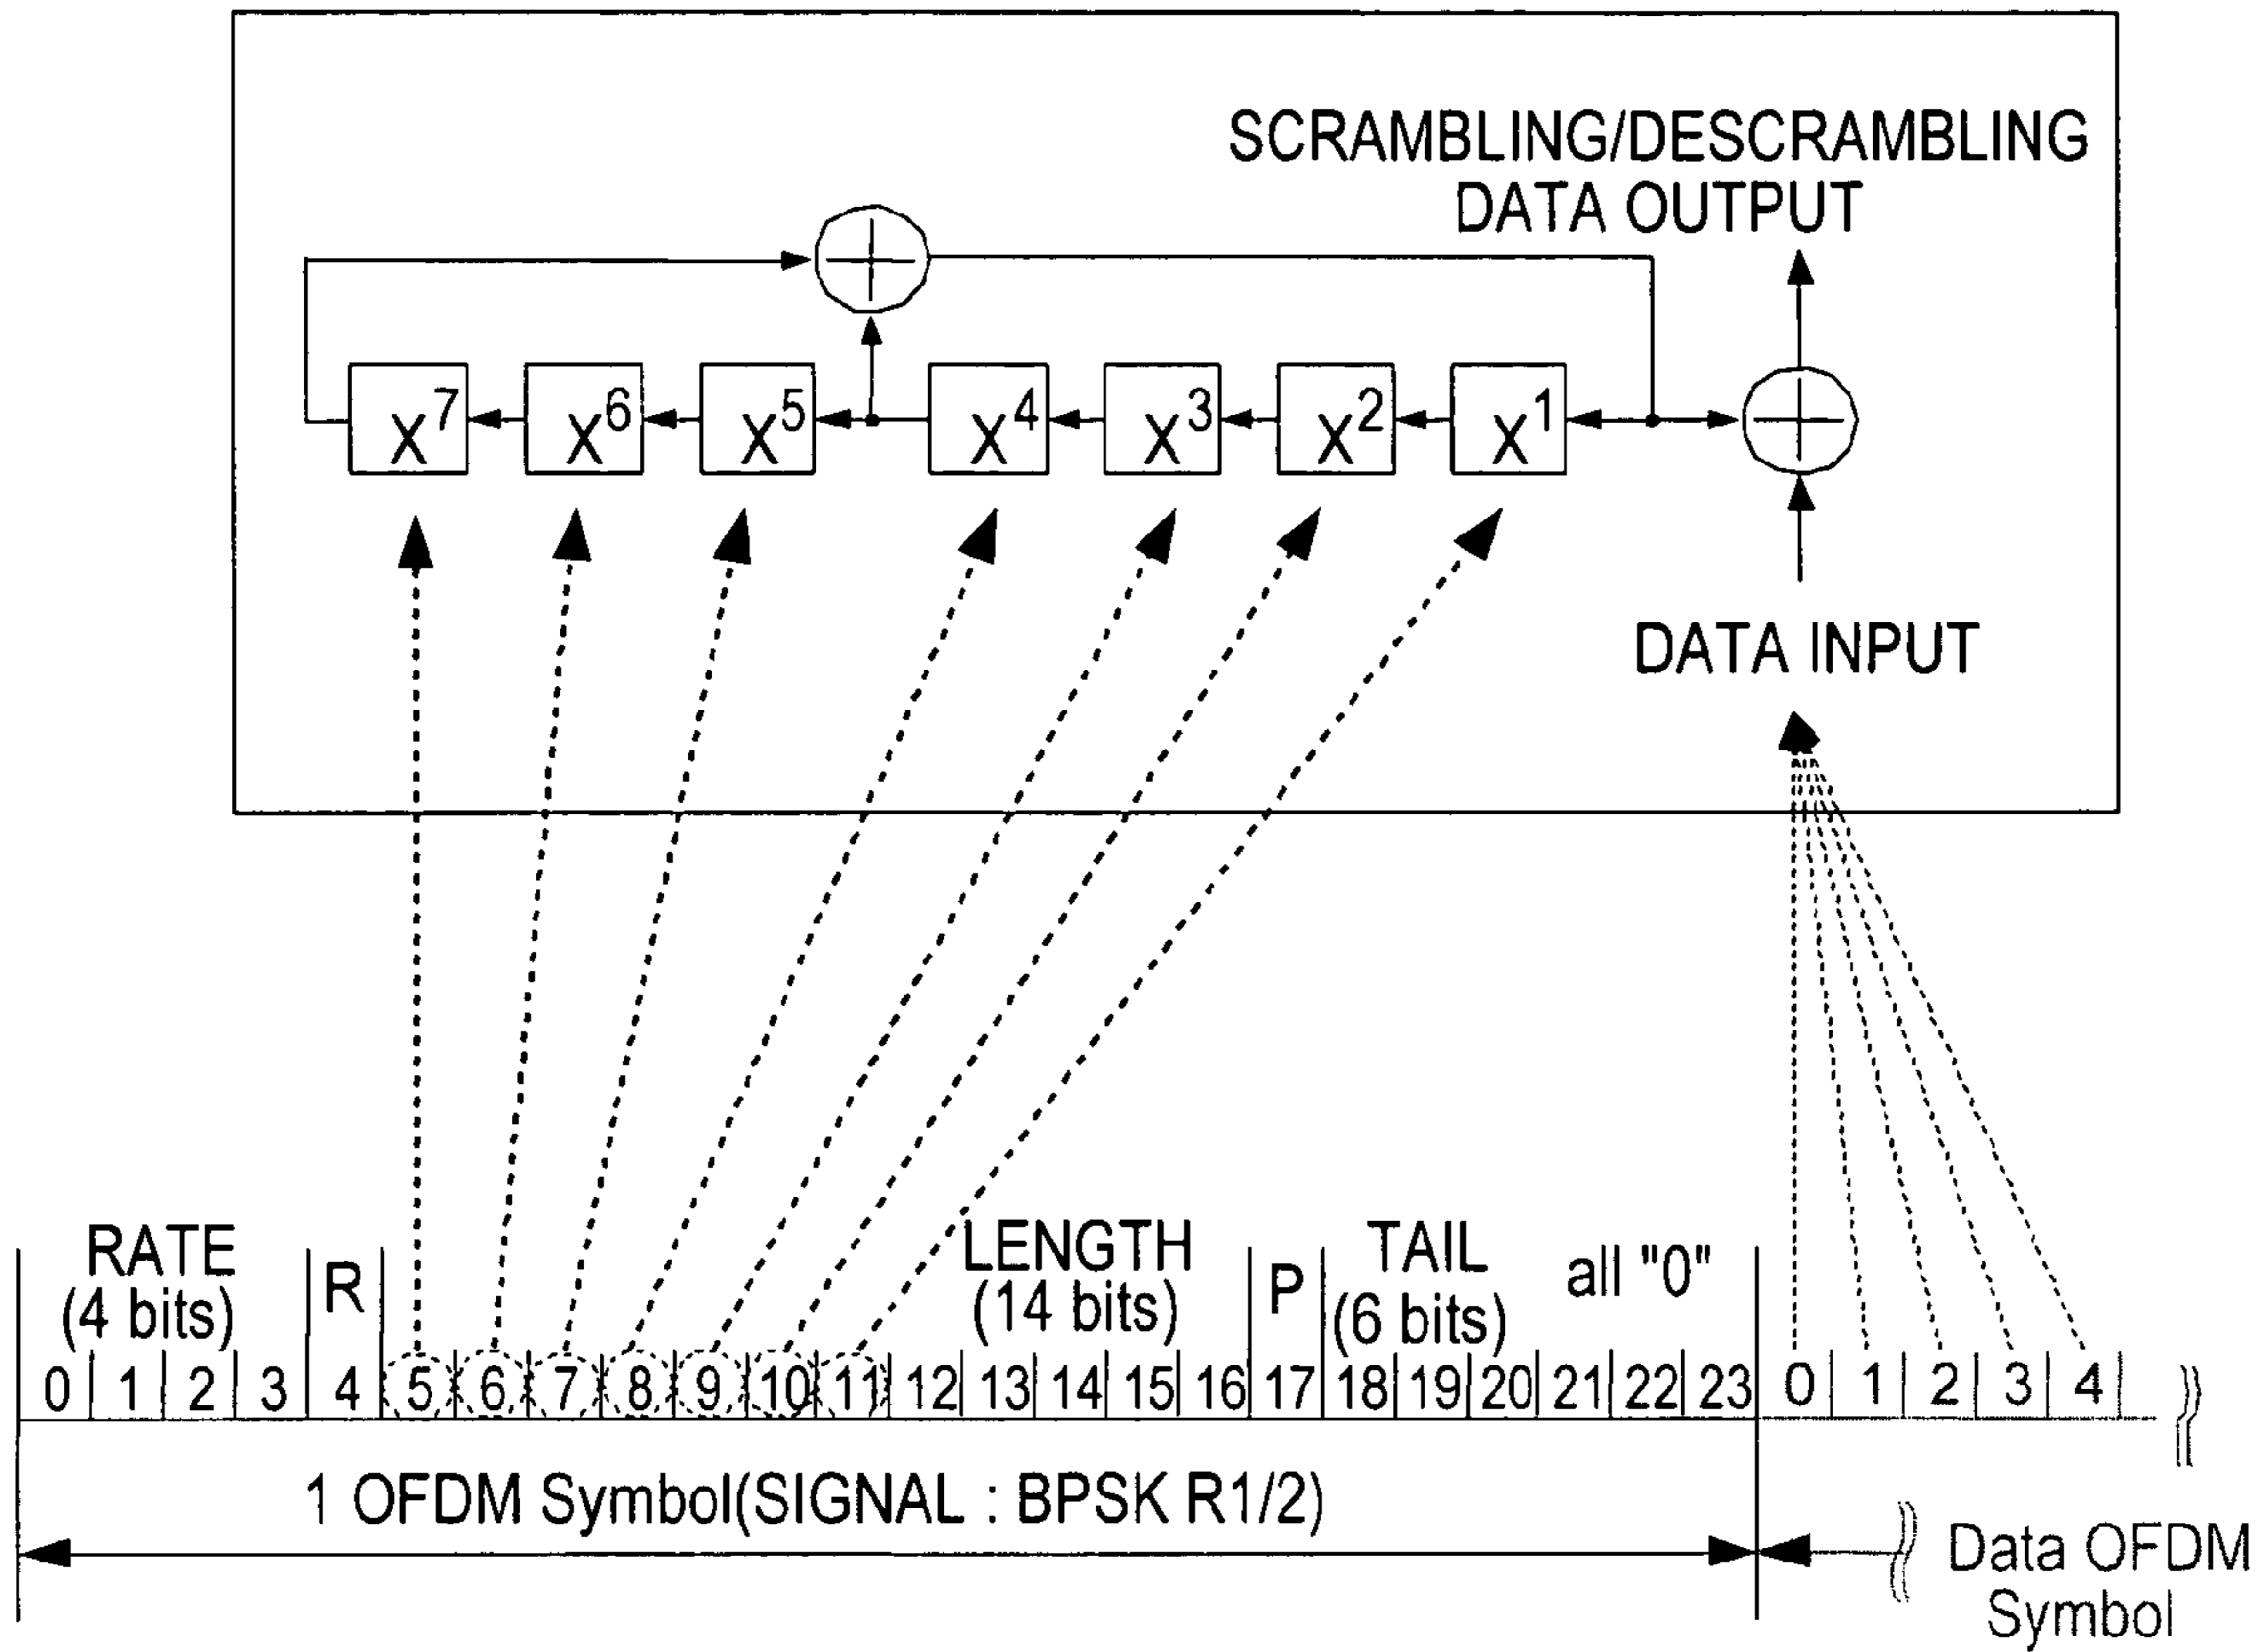 SCRAMBLING/DESCRAMBLING
DATA OUTPUT
X⁷ X⁶ X⁵ X⁴ X³ X² X¹
DATA INPUT
RATE
(4 bits)
R
LENGTH
(14 bits)
P
TAIL
(6 bits)
all "0"
0 1 2 3 4 5 6 7 8 9 10 11 12 13 14 15 16 17 18 19 20 21 22 23 0 1 2 3 4
1 OFDM Symbol(SIGNAL : BPSK R1/2)
Data OFDM
Symbol